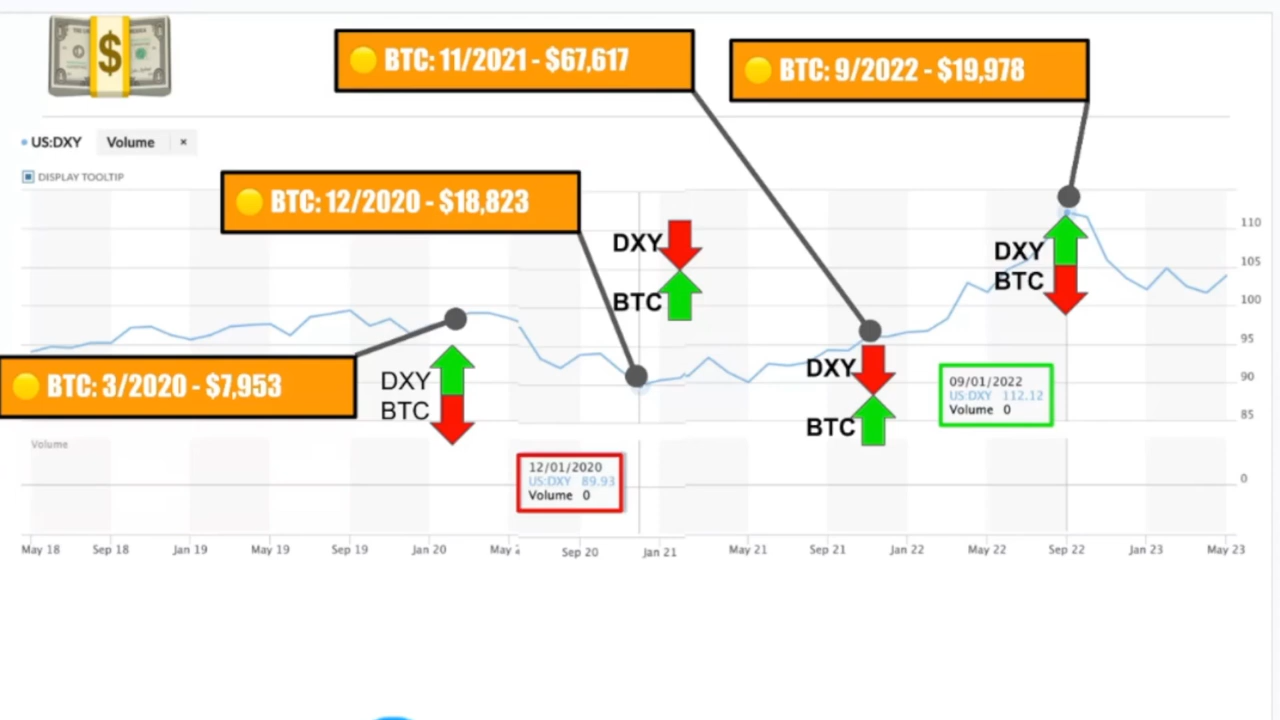 $
BTC: 11/2021 - $67,617
BTC: 9/2022 - $19,978
US:DXY Volume ×
DISPLAY TOOLTIP
BTC: 12/2020 - $18,823
DXY
BTC
DXY
BTC
110
105
100
95
90
85
BTC: 3/2020 - $7,953
DXY
BTC
DXY
BTC
09/01/2022
US:DXY 112.12
Volume 0
Volume
12/01/2020
US:DXY 89.93
Volume 0
0
May 18 Sep 18 Jan 19 May 19 Sep 19 Jan 20 May Sep 20 Jan 21 May 21 Sep 21 Jan 22 May 22 Sep 22 Jan 23 May 23